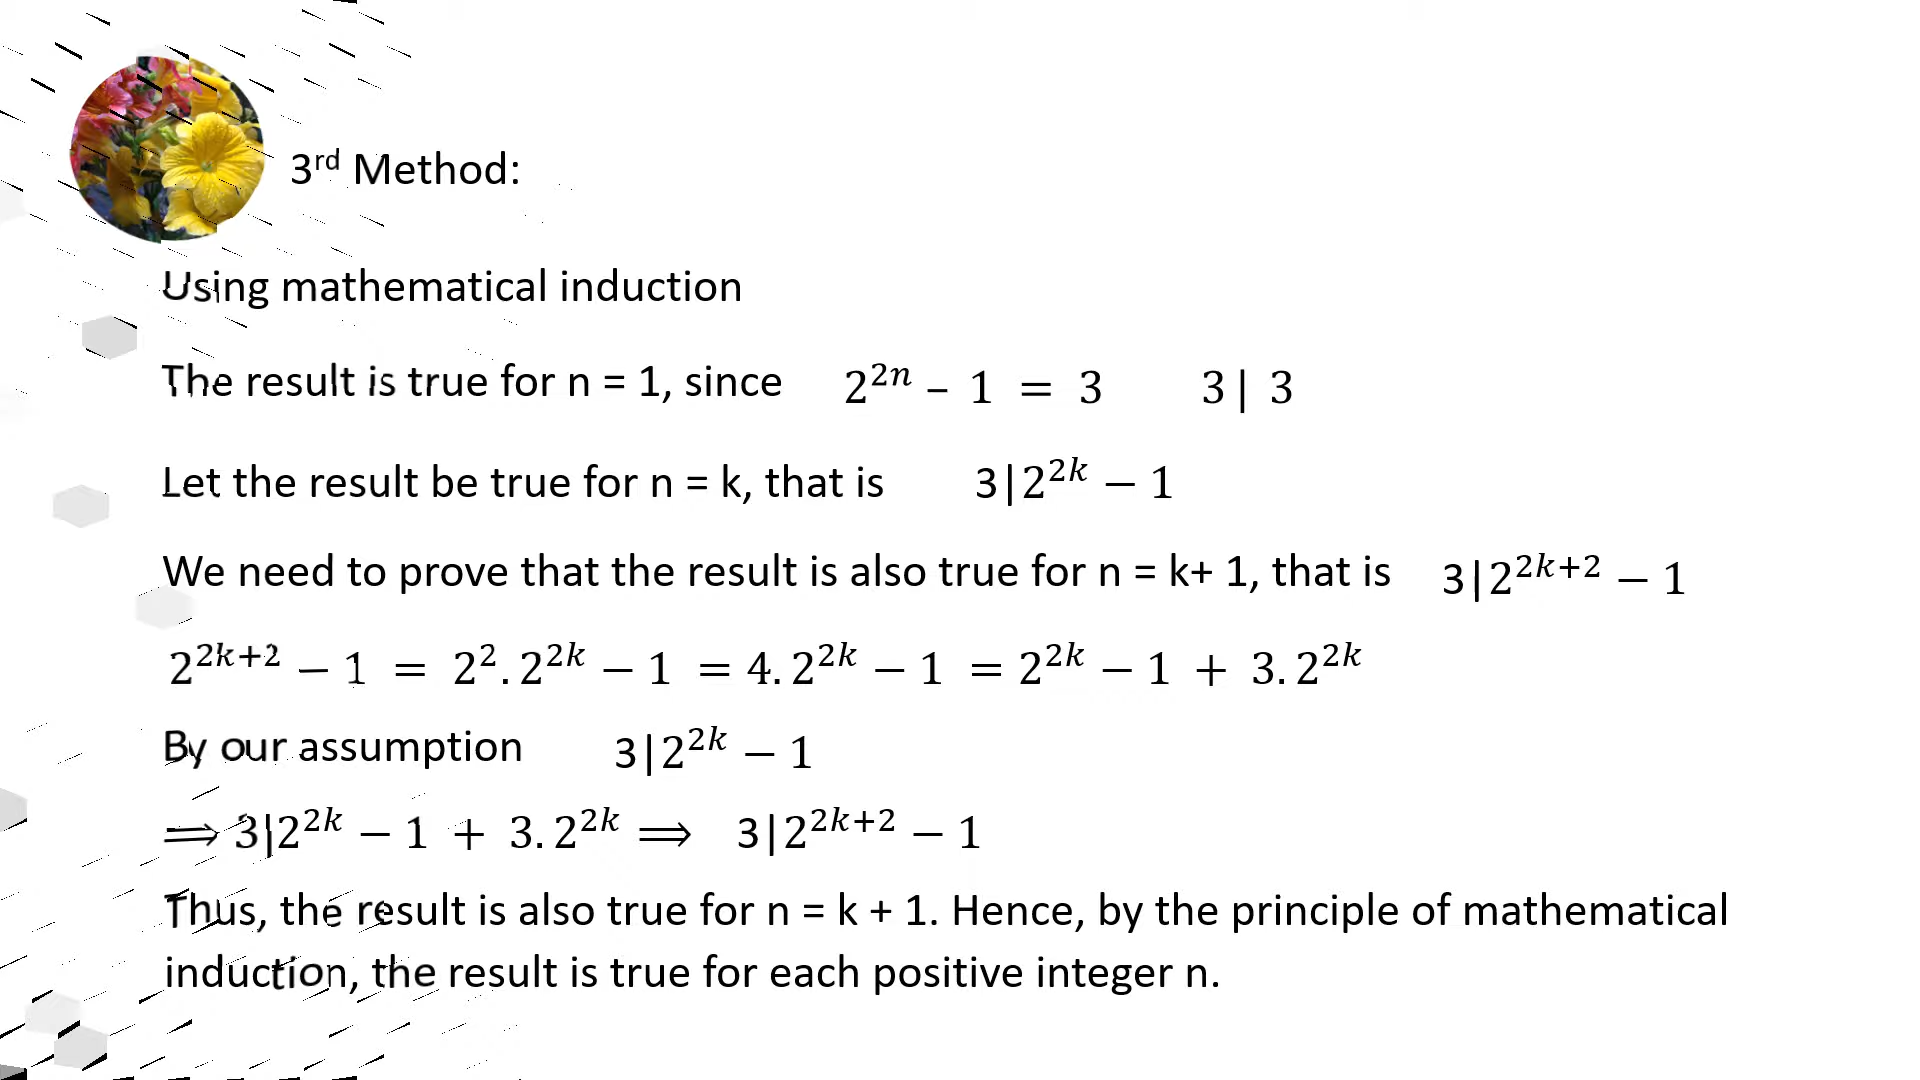 3rd Method:
Using mathematical induction
The result is true for n = 1, since 2^{2n} – 1 = 3 3| 3
Let the result be true for n = k, that is 3|2^{2k} − 1
We need to prove that the result is also true for n = k+ 1, that is 3|2^{2k+2} − 1
2^{2k+2} − 1 = 2^2.2^{2k} − 1 = 4.2^{2k} − 1 = 2^{2k} − 1 + 3.2^{2k}
By our assumption 3|2^{2k} − 1
⟹ 3|2^{2k} − 1 + 3.2^{2k} ⟹ 3|2^{2k+2} − 1
Thus, the result is also true for n = k + 1. Hence, by the principle of mathematical
induction, the result is true for each positive integer n.